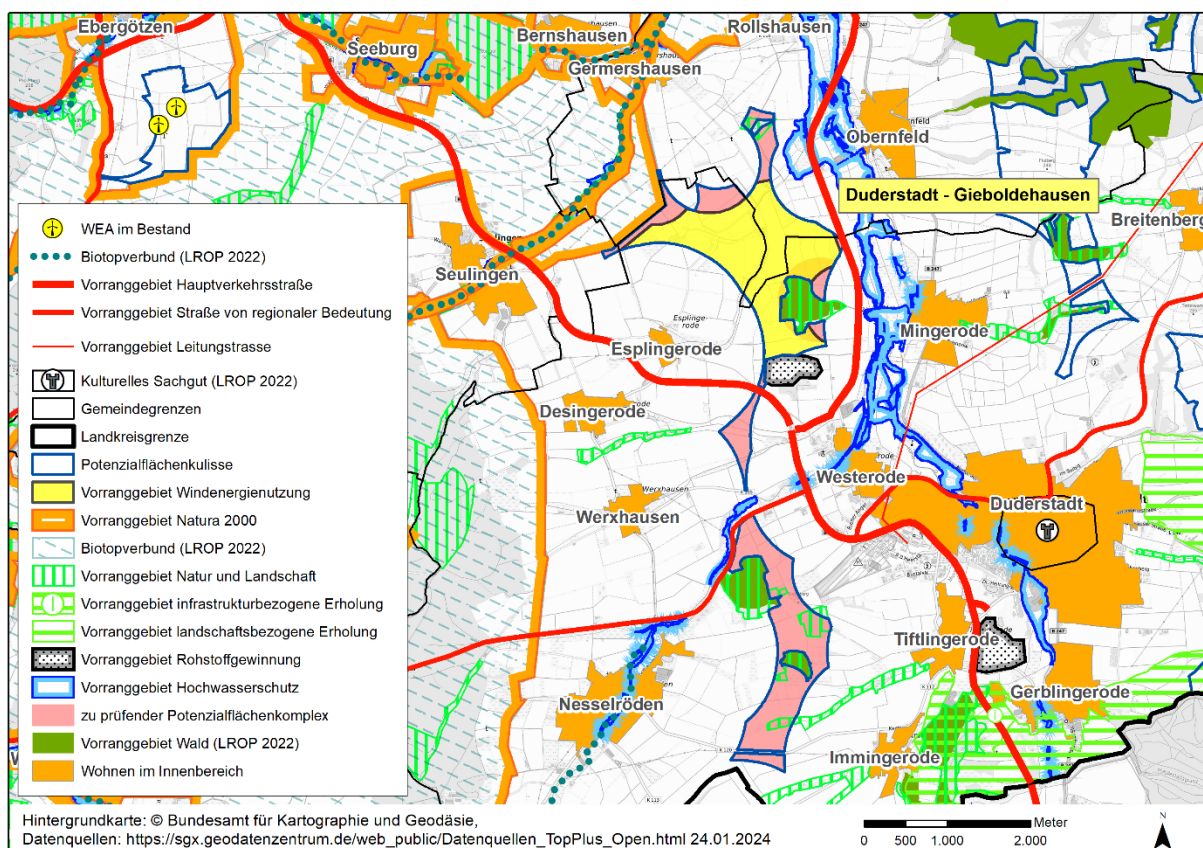 Ebergötzen
Seeburg
Bernshausen
Germershausen
Rollshausen
Obernfeld
Duderstadt - Gieboldehausen
Breitenberg
Seulingen
Esplingerode
Mingerode
Desingerode
Werxhausen
Westerode
Duderstadt
Tiftlingerode
Nesselröden
Gerblingerode
Immingerode
WEA im Bestand
Biotopverbund (LROP 2022)
Vorranggebiet Hauptverkehrsstraße
Vorranggebiet Straße von regionaler Bedeutung
Vorranggebiet Leitungstrasse
Kulturelles Sachgut (LROP 2022)
Gemeindegrenzen
Landkreisgrenze
Potenzialflächenkulisse
Vorranggebiet Windenergienutzung
Vorranggebiet Natura 2000
Biotopverbund (LROP 2022)
Vorranggebiet Natur und Landschaft
Vorranggebiet infrastrukturbezogene Erholung
Vorranggebiet landschaftsbezogene Erholung
Vorranggebiet Rohstoffgewinnung
Vorranggebiet Hochwasserschutz
zu prüfender Potenzialflächenkomplex
Vorranggebiet Wald (LROP 2022)
Wohnen im Innenbereich
Hintergrundkarte: © Bundesamt für Kartographie und Geodäsie,
Datenquellen: https://sgx.geodatenzentrum.de/web_public/Datenquellen_TopPlus_Open.html 24.01.2024
Meter
0 500 1.000 2.000
N